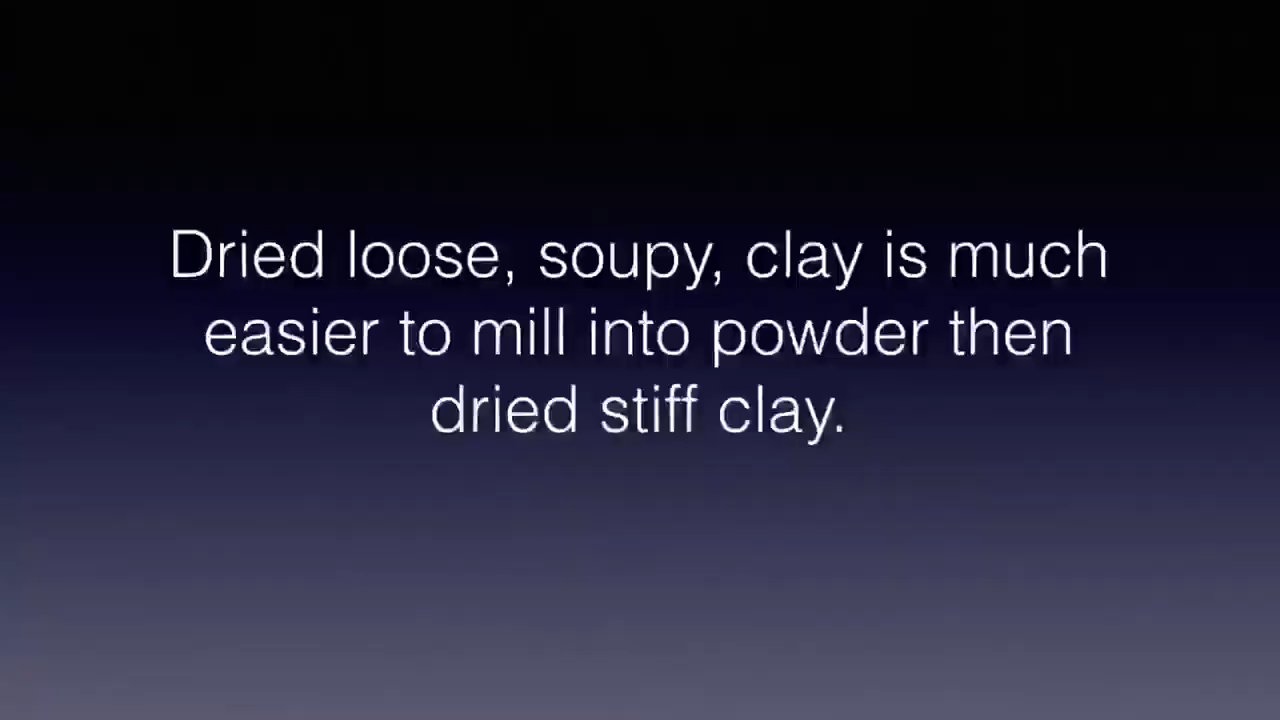 Dried loose, soupy, clay is much
easier to mill into powder then
dried stiff clay.